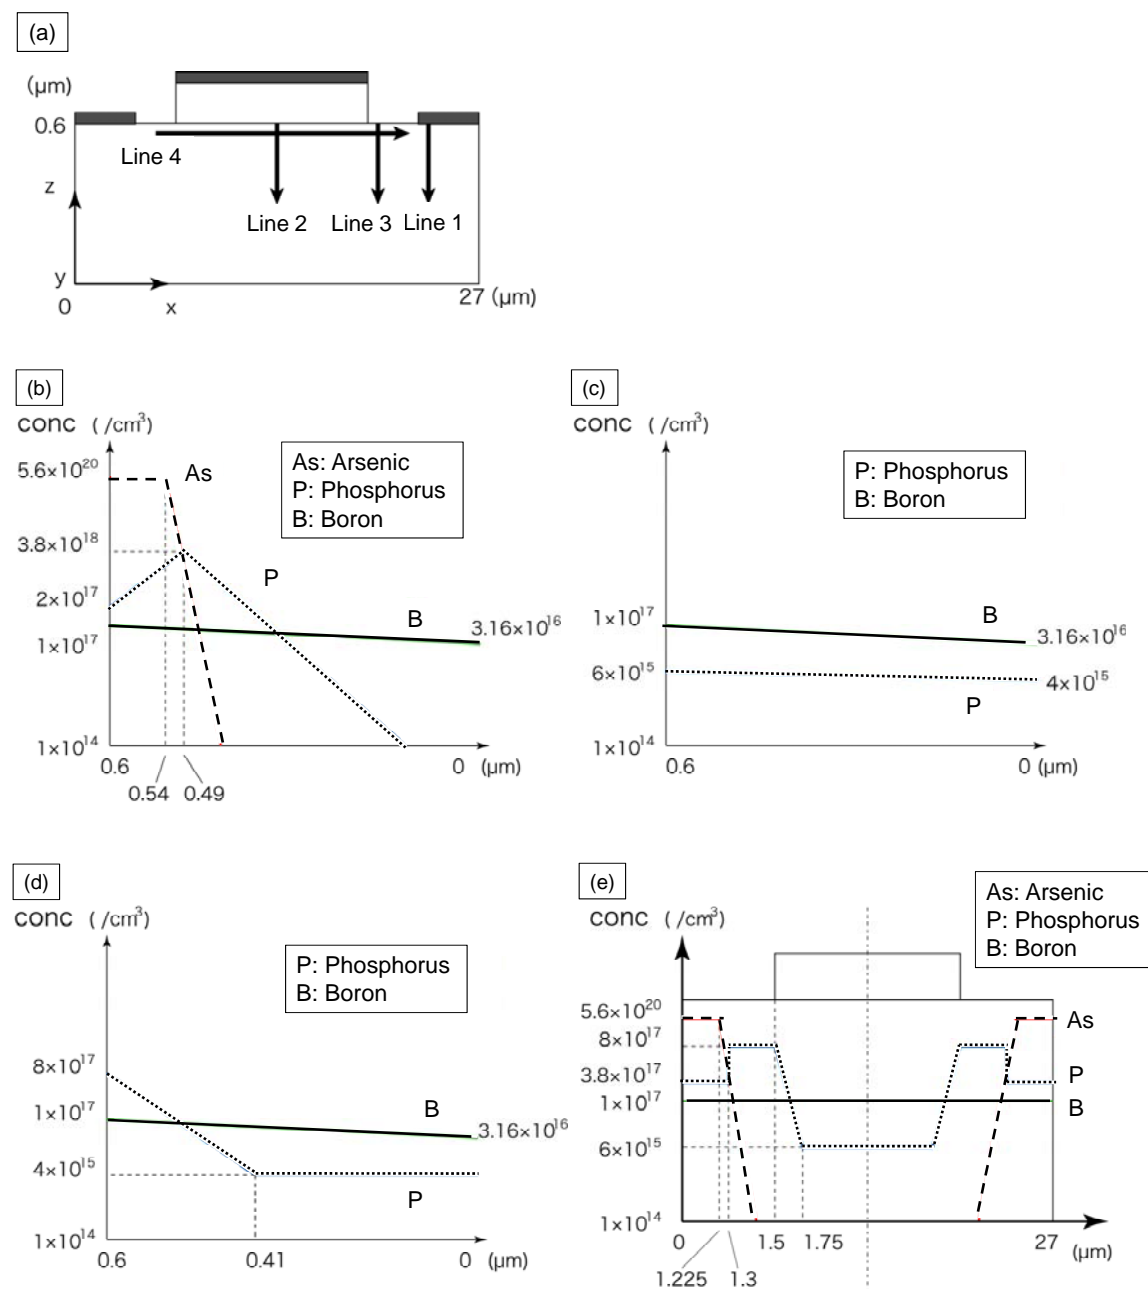 (a)
(μm)
0.6
Line 4
z
Line 2
Line 3
Line 1
y
0
x
27 (μm)
(b)
conc ( /cm³)
5.6×10²⁰
As
As: Arsenic
P: Phosphorus
B: Boron
3.8×10¹⁸
P
2×10¹⁷
B
3.16×10¹⁶
1×10¹⁷
1×10¹⁴
0.6
0 (μm)
0.54
0.49
(c)
conc ( /cm³)
P: Phosphorus
B: Boron
1×10¹⁷
B
3.16×10¹⁶
6×10¹⁵
4×10¹⁵
P
1×10¹⁴
0.6
0 (μm)
(d)
conc ( /cm³)
P: Phosphorus
B: Boron
8×10¹⁷
1×10¹⁷
B
3.16×10¹⁶
4×10¹⁵
P
1×10¹⁴
0.6
0.41
0 (μm)
(e)
conc ( /cm³)
As: Arsenic
P: Phosphorus
B: Boron
5.6×10²⁰
As
8×10¹⁷
3.8×10¹⁷
P
1×10¹⁷
B
6×10¹⁵
1×10¹⁴
0
1.5
1.75
27
(μm)
1.225
1.3